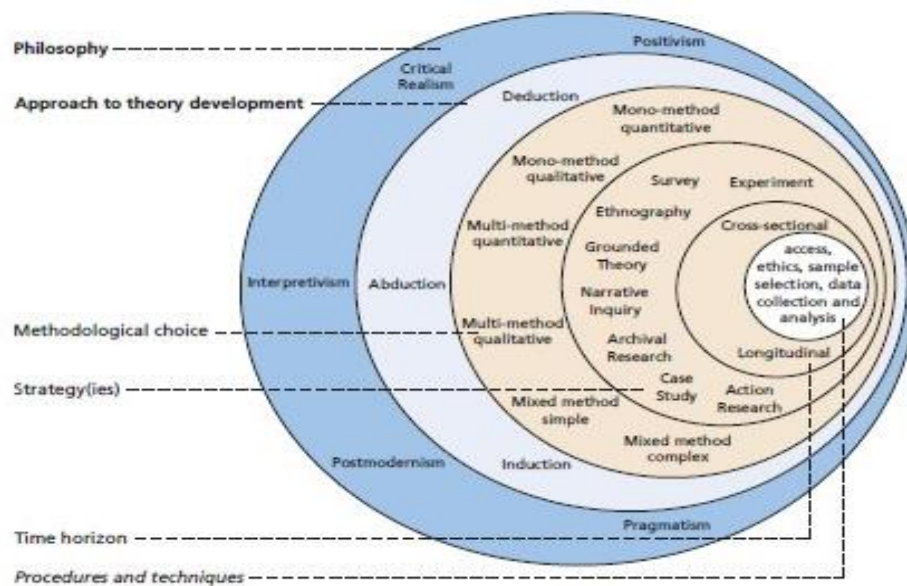 Philosophy
Positivism
Critical
Realism
Approach to theory development
Deduction
Mono-method
quantitative
Mono-method
qualitative
Survey
Experiment
Ethnography
Multi-method
quantitative
Cross-sectional
Grounded
Theory
access,
ethics, sample
selection, data
collection and
analysis
Interpretivism
Abduction
Narrative
Inquiry
Methodological choice
Multi-method
qualitative
Archival
Research
Longitudinal
Strategy(ies)
Case
Study
Action
Research
Mixed method
simple
Mixed method
complex
Postmodernism
Induction
Pragmatism
Time horizon
Procedures and techniques